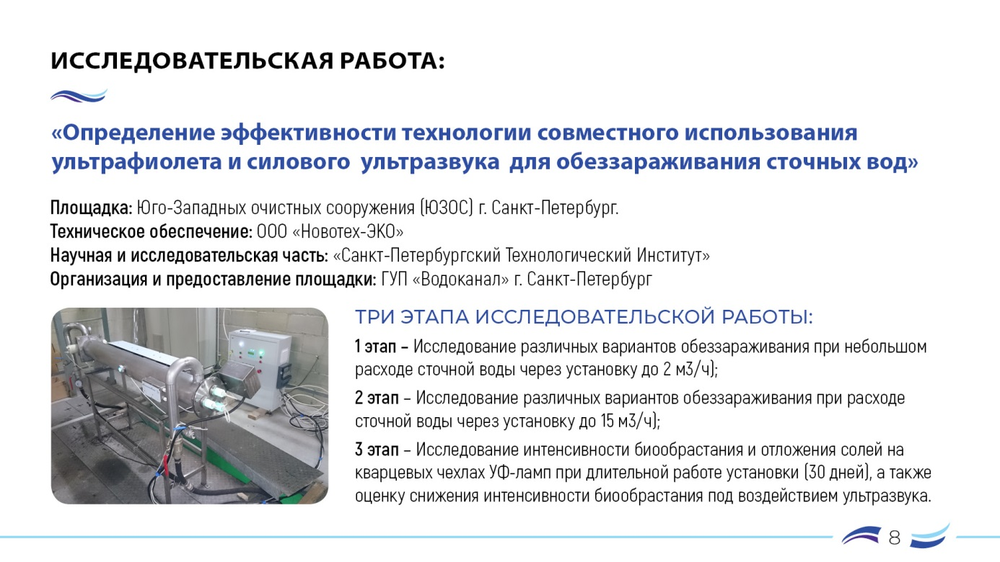 ИССЛЕДОВАТЕЛЬСКАЯ РАБОТА:
«Определение эффективности технологии совместного использования
ультрафиолета и силового ультразвука для обеззараживания сточных вод»
Площадка: Юго-Западных очистных сооружения (ЮЗОС) г. Санкт-Петербург.
Техническое обеспечение: ООО «Новотех-ЭКО»
Научная и исследовательская часть: «Санкт-Петербургский Технологический Институт»
Организация и предоставление площадки: ГУП «Водоканал» г. Санкт-Петербург
ТРИ ЭТАПА ИССЛЕДОВАТЕЛЬСКОЙ РАБОТЫ:
1 этап – Исследование различных вариантов обеззараживания при небольшом
расходе сточной воды через установку до 2 м3/ч);
2 этап – Исследование различных вариантов обеззараживания при расходе
сточной воды через установку до 15 м3/ч);
3 этап – Исследование интенсивности биообрастания и отложения солей на
кварцевых чехлах УФ-ламп при длительной работе установки (30 дней), а также
оценку снижения интенсивности биообрастания под воздействием ультразвука.
8